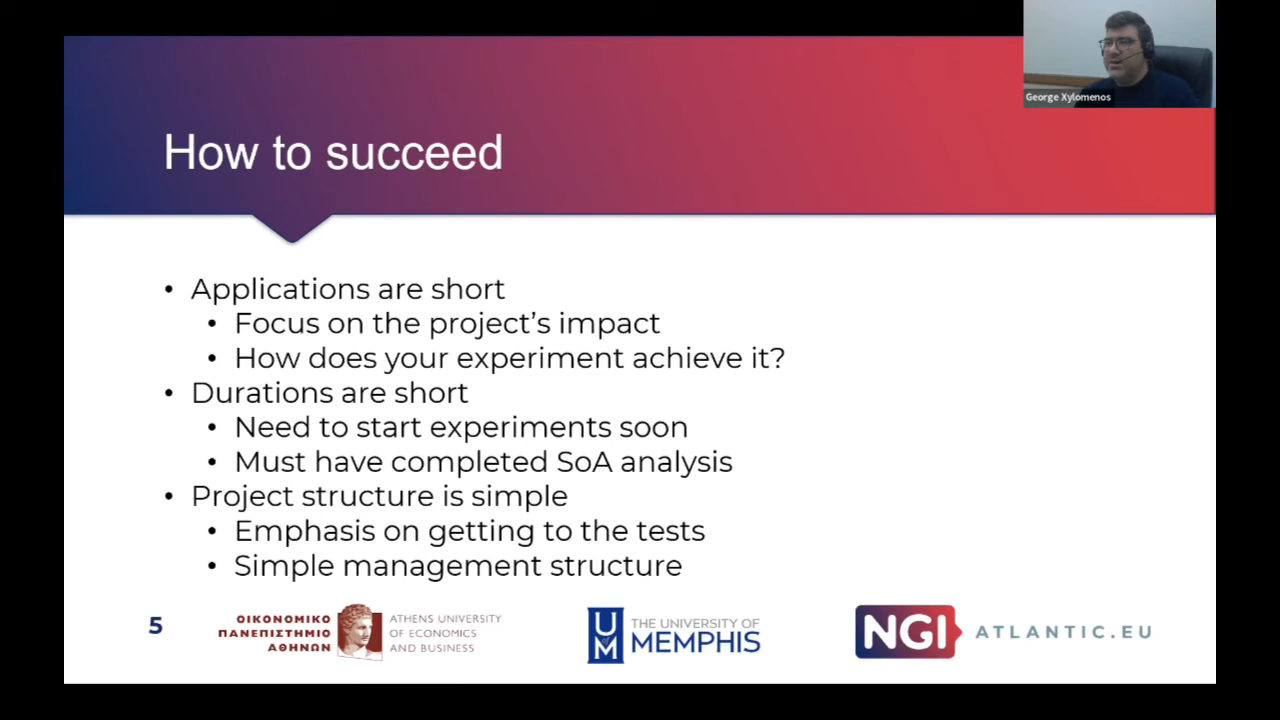 George Xylomenos
How to succeed
• Applications are short
• Focus on the project's impact
• How does your experiment achieve it?
• Durations are short
• Need to start experiments soon
• Must have completed SoA analysis
• Project structure is simple
• Emphasis on getting to the tests
• Simple management structure
5
ΟΙΚΟΝΟΜΙΚΟ
ΠΑΝΕΠΙΣΤΗΜΙΟ
ΑΘΗΝΩΝ
ATHENS UNIVERSITY
OF ECONOMICS
AND BUSINESS
UM
THE UNIVERSITY OF
MEMPHIS
NGI ATLANTIC.EU